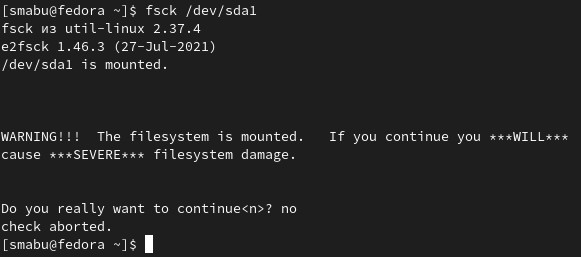 [smabu@fedora ~]$ fsck /dev/sda1
fsck из util-linux 2.37.4
e2fsck 1.46.3 (27-Jul-2021)
/dev/sda1 is mounted.
WARNING!!!  The filesystem is mounted.   If you continue you ***WILL***
cause ***SEVERE*** filesystem damage.
Do you really want to continue<n>? no
check aborted.
[smabu@fedora ~]$